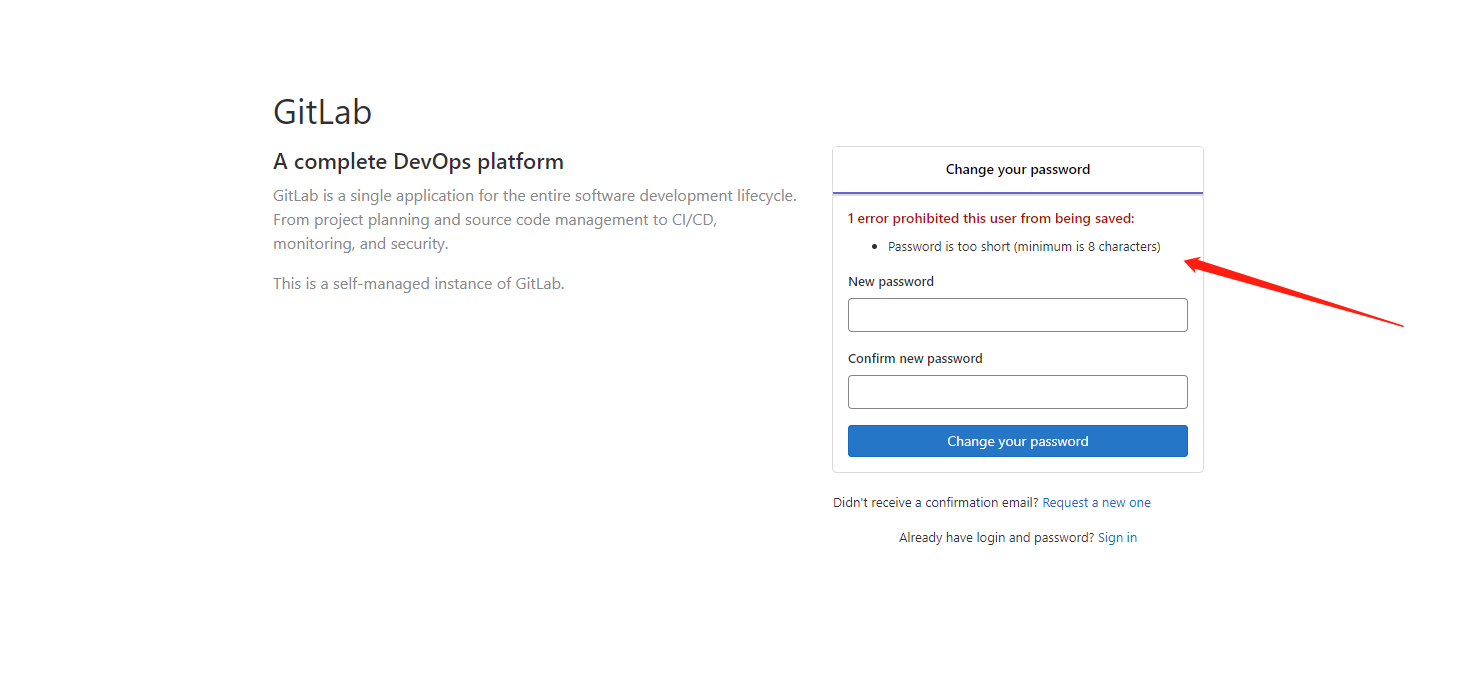 GitLab
A complete DevOps platform
GitLab is a single application for the entire software development lifecycle.
From project planning and source code management to CI/CD,
monitoring, and security.
This is a self-managed instance of GitLab.
Change your password
1 error prohibited this user from being saved:
Password is too short (minimum is 8 characters)
New password
Confirm new password
Change your password
Didn't receive a confirmation email? Request a new one
Already have login and password? Sign in